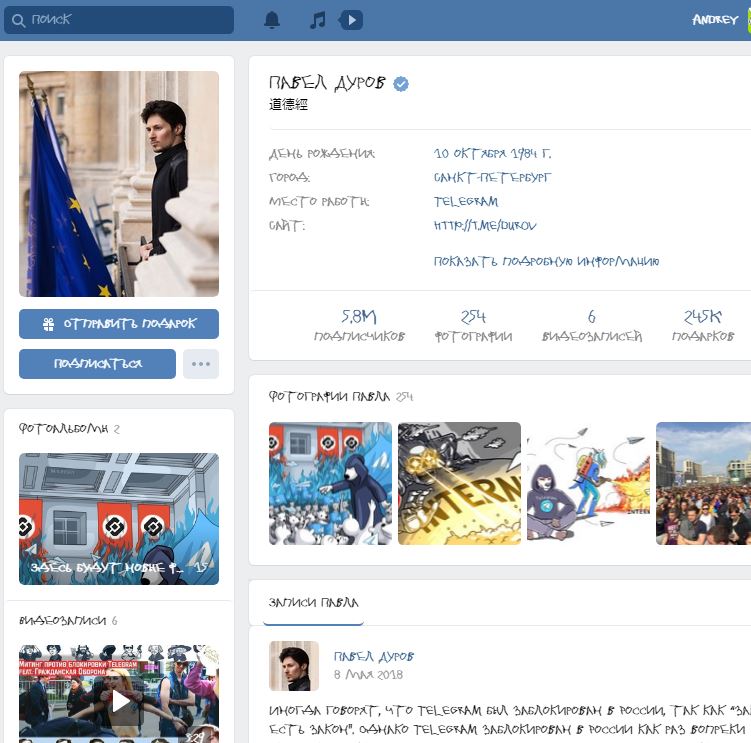 ПОИСК
ANDREY
ПАВЕЛ ДУРОВ
道德經
ДЕНЬ РОЖДЕНИЯ: 10 ОКТЯБРЯ 1984 Г.
ГОРОД: САНКТ-ПЕТЕРБУРГ
МЕСТО РАБОТЫ: TELEGRAM
САЙТ: HTTP://T.ME/DUROV
ПОКАЗАТЬ ПОДРОБНУЮ ИНФОРМАЦИЮ
5,8M 254 6 245K
ПОДПИСЧИКОВ ФОТОГРАФИИ ВИДЕОЗАПИСЕЙ ПОДАРКОВ
ОТПРАВИТЬ ПОДАРОК
ПОДПИСАТЬСЯ
ФОТОАЛЬБОМЫ 2
ЗДЕСЬ БУДУТ НОВЫЕ Ф... 15
ВИДЕОЗАПИСИ 6
МИТИНГ ПРОТИВ БЛОКИРОВКИ TELEGRAM
FEAT. ГРАЖДАНСКАЯ ОБОРОНА
8:29
ФОТОГРАФИИ ПАВЛА 254
INTERN
ЗАПИСИ ПАВЛА
ПАВЕЛ ДУРОВ
8 МАЯ 2018
ИНОГДА ГОВОРЯТ, ЧТО TELEGRAM БЫЛ ЗАБЛОКИРОВАН В РОССИИ, ТАК КАК "ЗА
ЕСТЬ ЗАКОН". ОДНАКО TELEGRAM ЗАБЛОКИРОВАН В РОССИИ КАК РАЗ ВОПРЕКИ